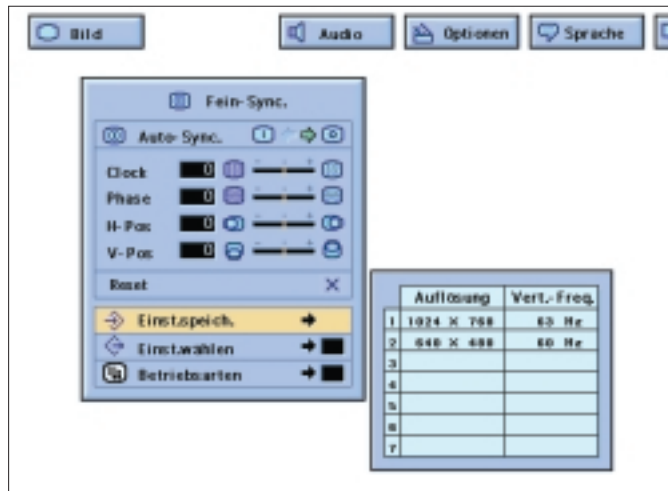 Bild Audio Optionen Sprache
Fein-Sync.
Auto-Sync.
Clock 0
Phase 0
H-Pos 0
V-Pos 0
Reset
Einst.speich.
Einst.wählen
Betriebsarten
Auflösung Vert.-Freq.
1 1024 X 768 63 Hz
2 640 X 480 60 Hz
3
4
5
6
7